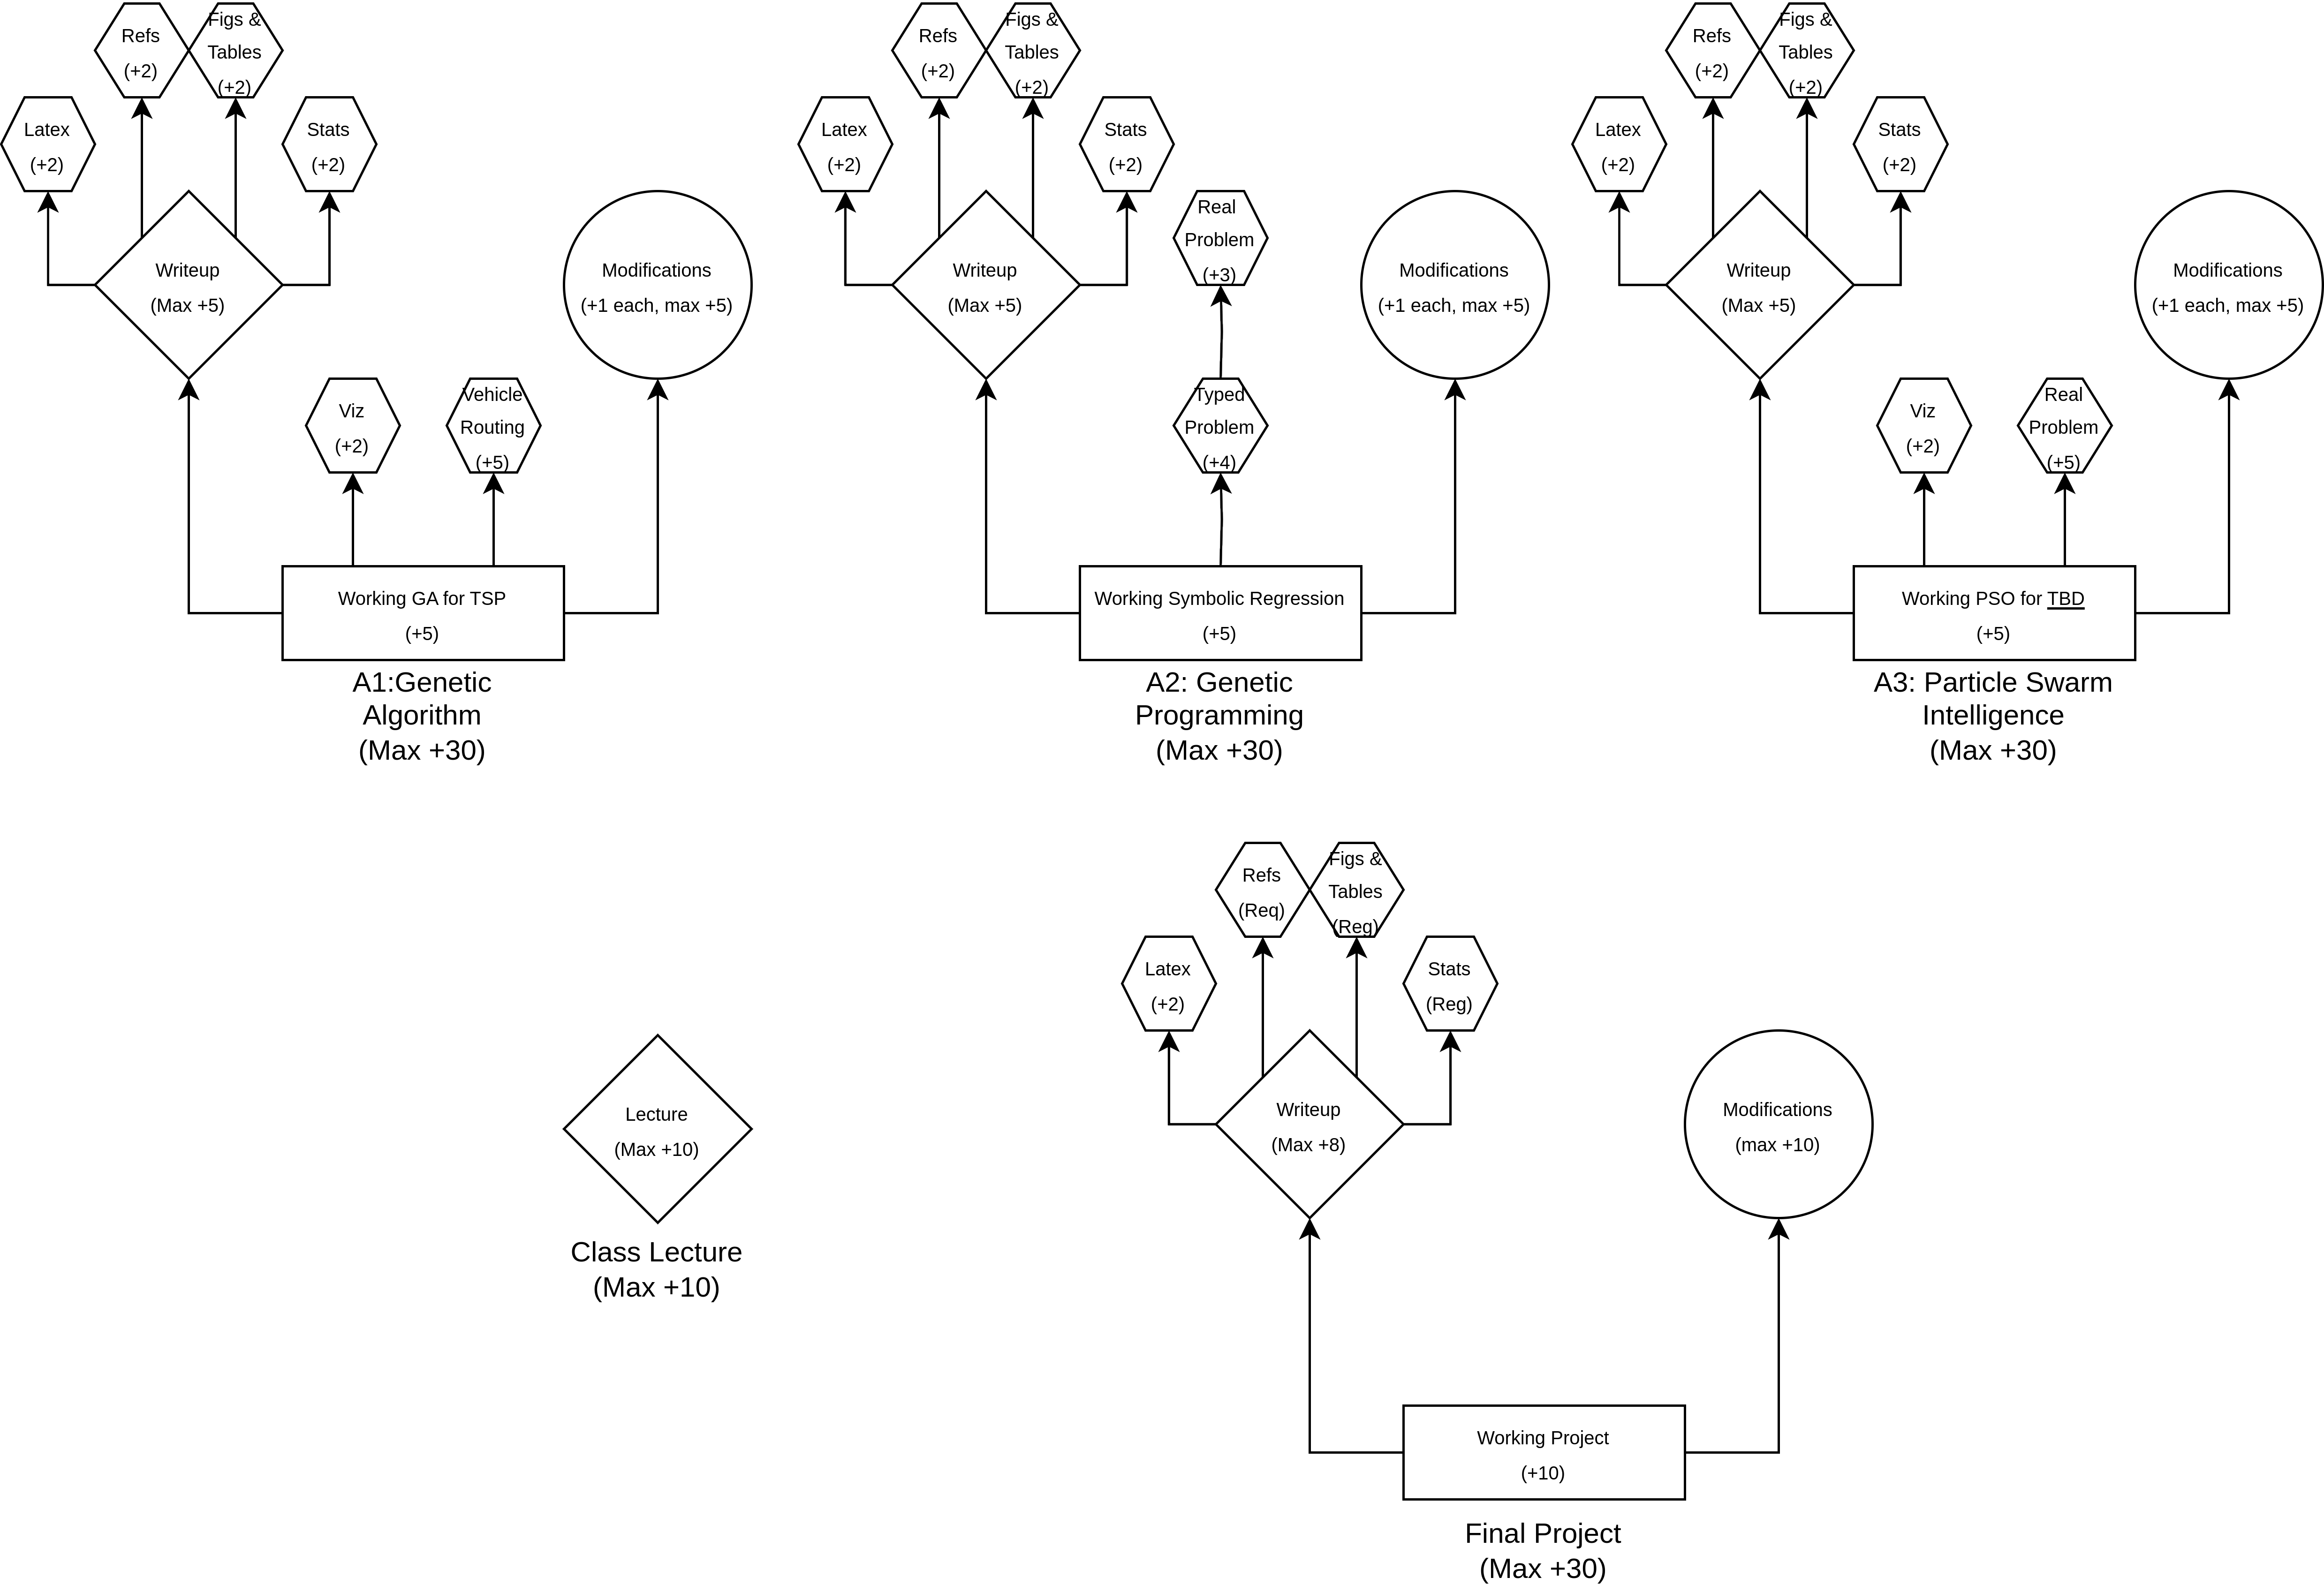 Refs
(+2)
Figs &
Tables
(+2)
Latex
(+2)
Stats
(+2)
Writeup
(Max +5)
Modifications
(+1 each, max +5)
Viz
(+2)
Vehicle
Routing
(+5)
Working GA for TSP
(+5)
A1:Genetic
Algorithm
(Max +30)
Refs
(+2)
Figs &
Tables
(+2)
Latex
(+2)
Stats
(+2)
Real
Problem
(+3)
Writeup
(Max +5)
Modifications
(+1 each, max +5)
Typed
Problem
(+4)
Working Symbolic Regression
(+5)
A2: Genetic
Programming
(Max +30)
Refs
(+2)
Figs &
Tables
(+2)
Latex
(+2)
Stats
(+2)
Writeup
(Max +5)
Modifications
(+1 each, max +5)
Viz
(+2)
Real
Problem
(+5)
Working PSO for TBD
(+5)
A3: Particle Swarm
Intelligence
(Max +30)
Lecture
(Max +10)
Class Lecture
(Max +10)
Refs
(Req)
Figs &
Tables
(Reg)
Latex
(+2)
Stats
(Reg)
Writeup
(Max +8)
Modifications
(max +10)
Working Project
(+10)
Final Project
(Max +30)